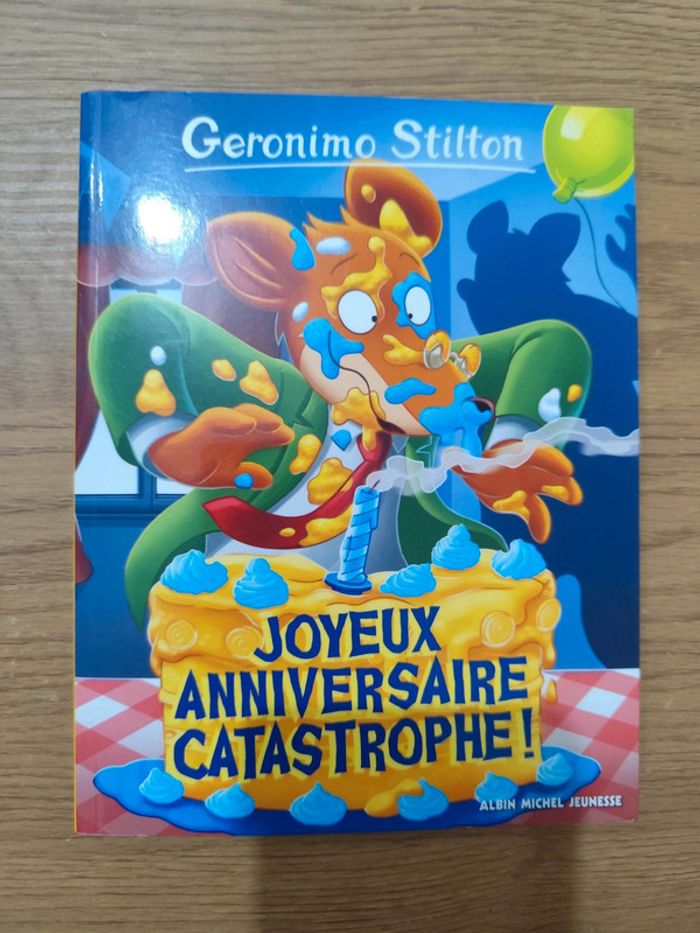 Geronimo Stilton
JOYEUX
ANNIVERSAIRE
CATASTROPHE !
ALBIN MICHEL JEUNESSE